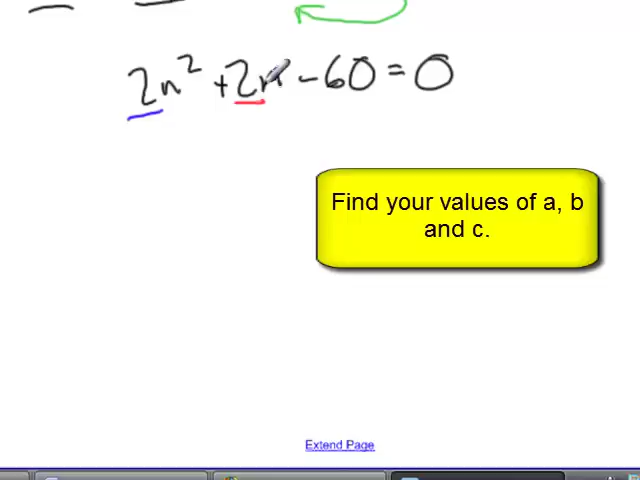 2n² + 2n - 60 = 0
Find your values of a, b
and c.
Extend Page